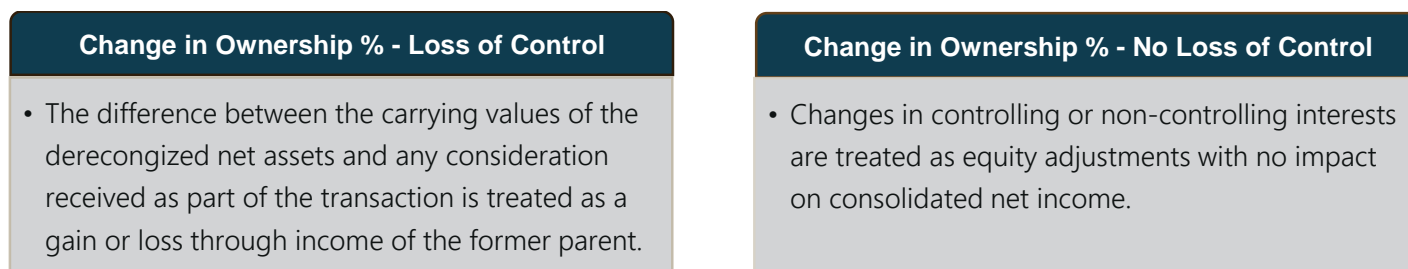 Change in Ownership % - Loss of Control
• The difference between the carrying values of the
derecongized net assets and any consideration
received as part of the transaction is treated as a
gain or loss through income of the former parent.
Change in Ownership % - No Loss of Control
• Changes in controlling or non-controlling interests
are treated as equity adjustments with no impact
on consolidated net income.